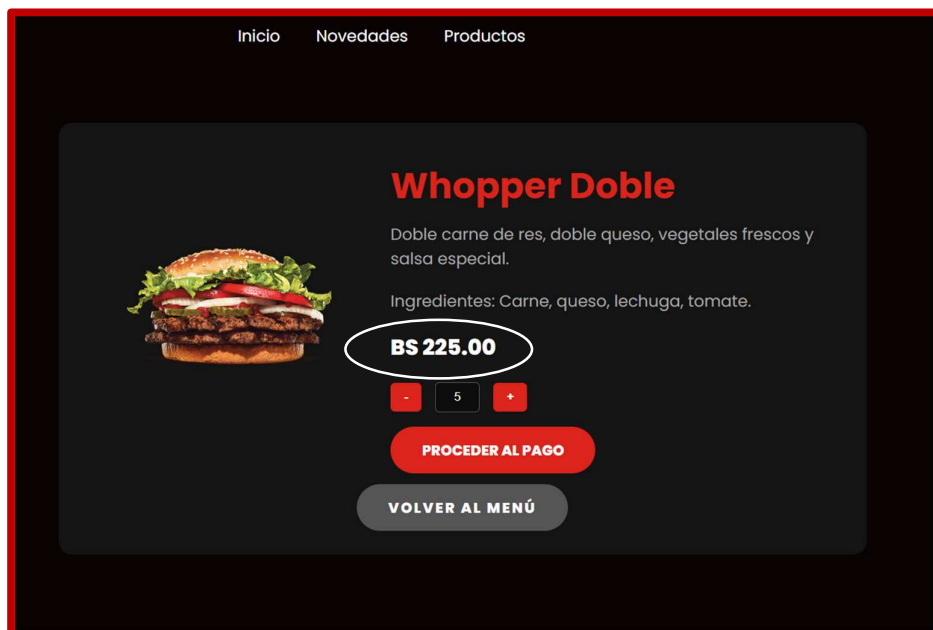 Inicio Novedades Productos
Whopper Doble
Doble carne de res, doble queso, vegetales frescos y
salsa especial.
Ingredientes: Carne, queso, lechuga, tomate.
BS 225.00
- 5 +
PROCEDER AL PAGO
VOLVER AL MENÚ